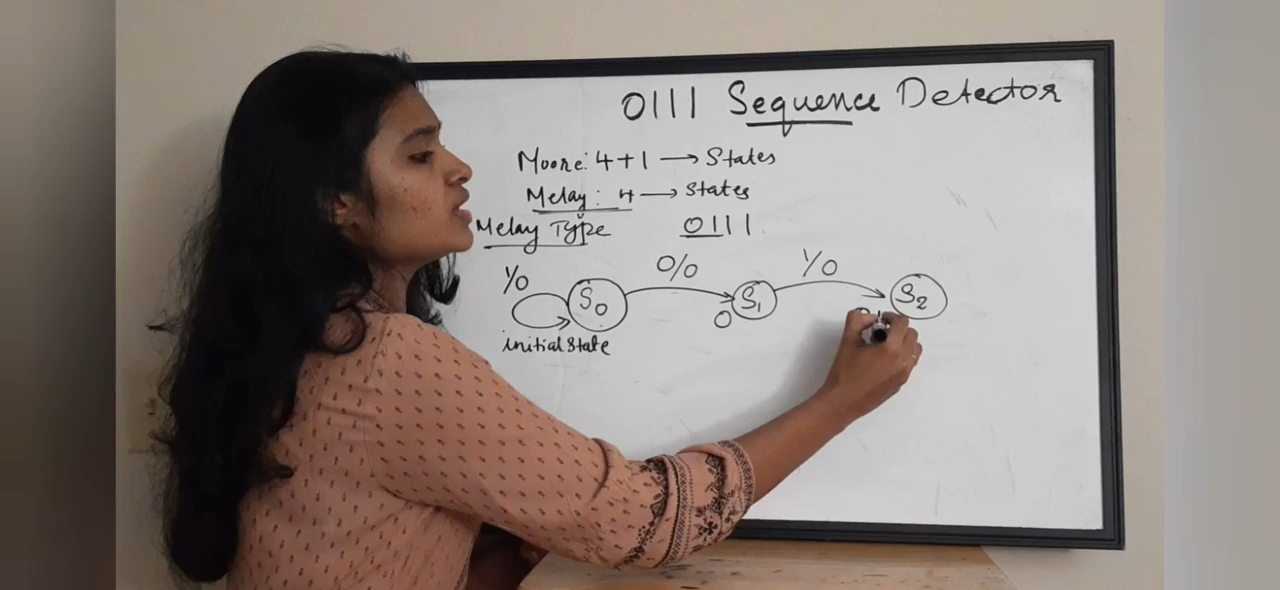 0111 Sequence Detector
Moore: 4+1 → States
Melay: 4 → States
Melay Type 0111
1/0 0/0 1/0
S0 S1 S2
0
initial state